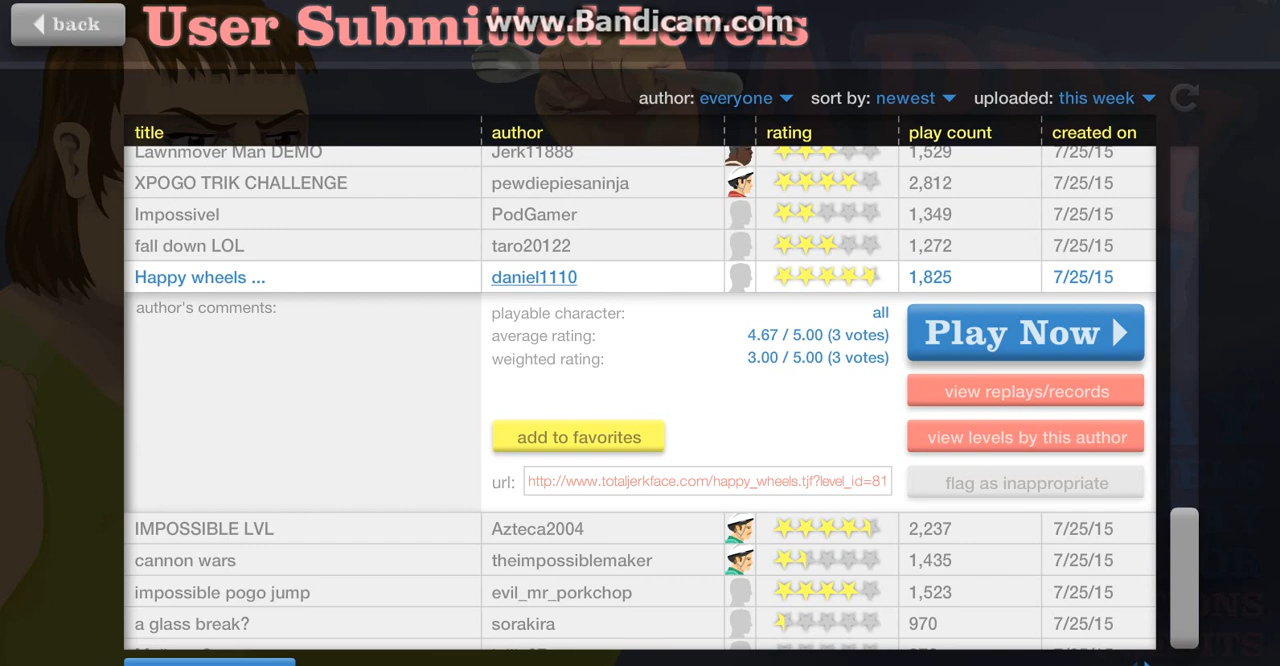 back
User Submitted Levels
www.Bandicam.com
author: everyone sort by: newest uploaded: this week
title author rating play count created on
Lawnmover Man DEMO Jerk11888 1,529 7/25/15
XPOGO TRIK CHALLENGE pewdiepiesaninja 2,812 7/25/15
Impossivel PodGamer 1,349 7/25/15
fall down LOL taro20122 1,272 7/25/15
Happy wheels ... daniel1110 1,825 7/25/15
author's comments:
playable character: all
average rating: 4.67 / 5.00 (3 votes)
weighted rating: 3.00 / 5.00 (3 votes)
Play Now
view replays/records
add to favorites
view levels by this author
url: http://www.totaljerkface.com/happy_wheels.tjf?level_id=81
flag as inappropriate
IMPOSSIBLE LVL Azteca2004 2,237 7/25/15
cannon wars theimpossiblemaker 1,435 7/25/15
impossible pogo jump evil_mr_porkchop 1,523 7/25/15
a glass break? sorakira 970 7/25/15